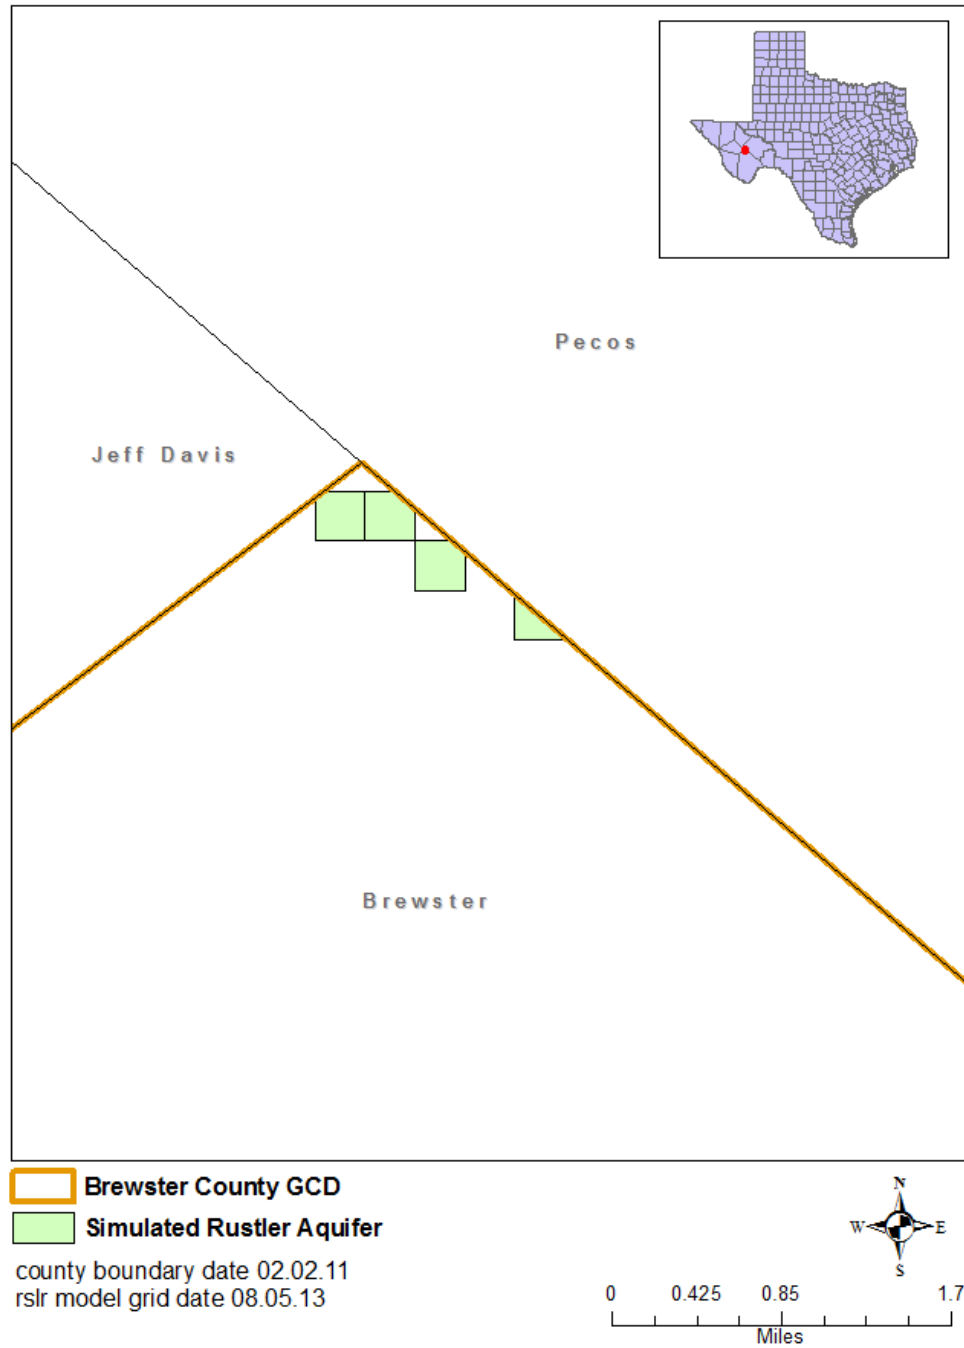 Pecos
Jeff Davis
Brewster
Brewster County GCD
Simulated Rustler Aquifer
county boundary date 02.02.11
rslr model grid date 08.05.13
N
W E
S
0 0.425 0.85 1.7
Miles